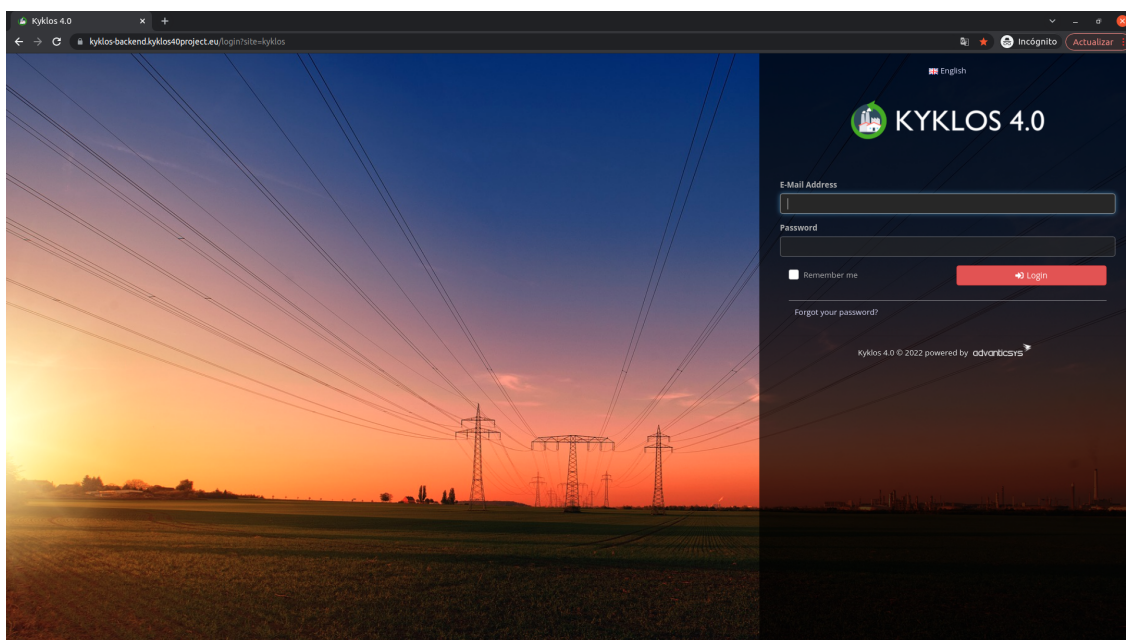 Kyklos 4.0
kyklos-backend.kyklos40project.eu/login?site=kyklos
Incógnito
Actualizar
English
KYKLOS 4.0
E-Mail Address
Password
Remember me
Login
Forgot your password?
Kyklos 4.0 © 2022 powered by advanticsys